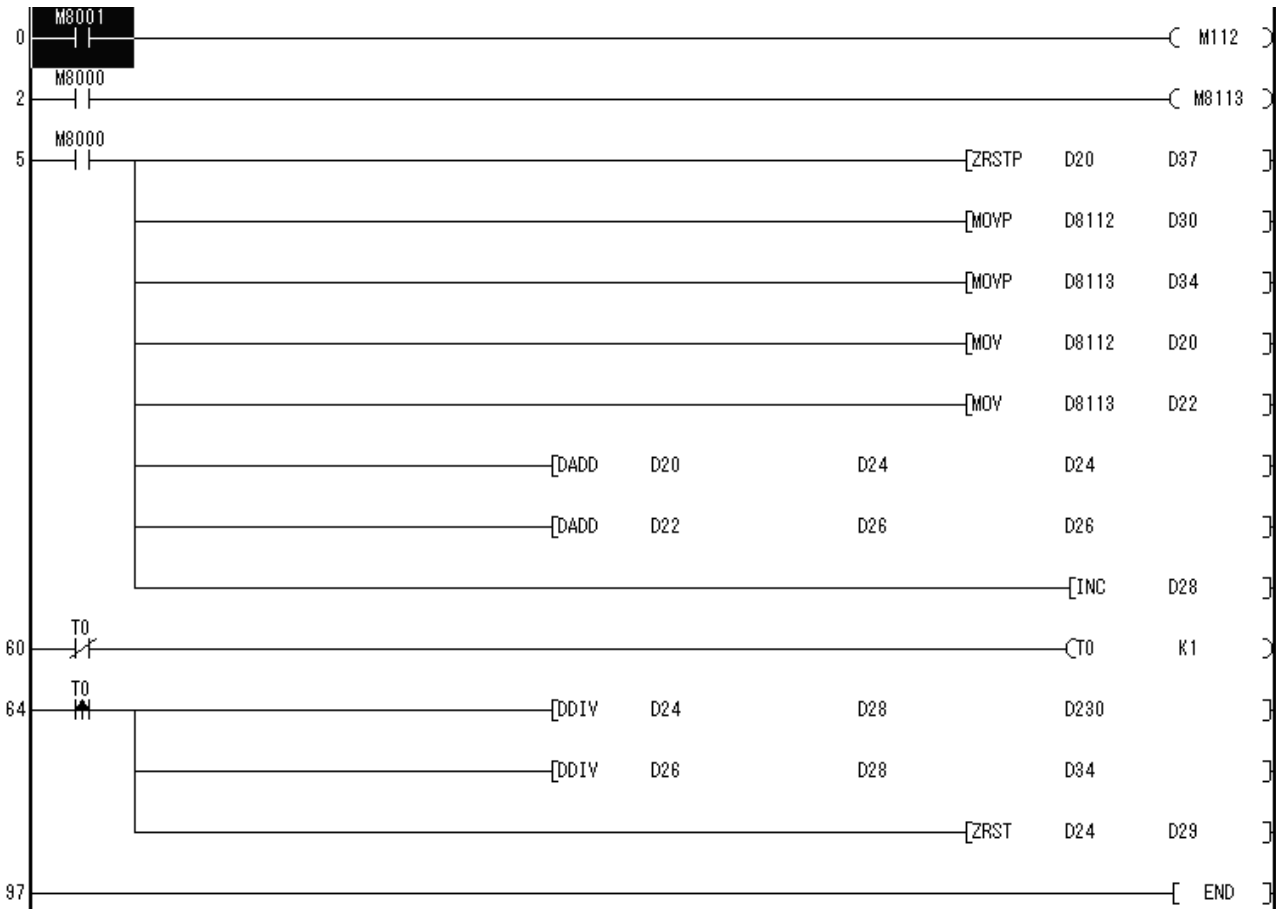 M8001
0 ( M112 )
M8000
2 ( M8113 )
M8000
5 [ZRSTP D20 D37 ]
[MOVP D8112 D30 ]
[MOVP D8113 D34 ]
[MOV D8112 D20 ]
[MOV D8113 D22 ]
[DADD D20 D24 D24 ]
[DADD D22 D26 D26 ]
[INC D28 ]
T0
60 (T0 K1 )
T0
64 [DDIV D24 D28 D230 ]
[DDIV D26 D28 D34 ]
[ZRST D24 D29 ]
97 [ END ]